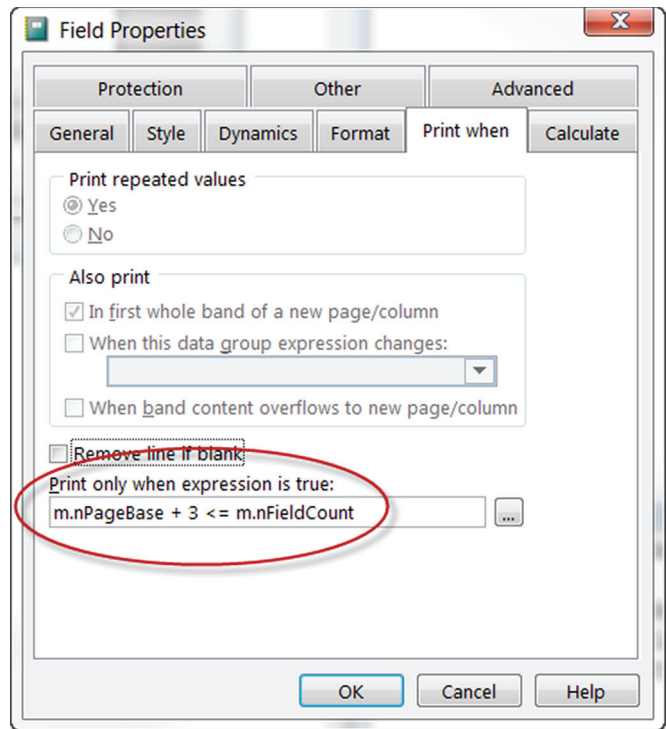 Field Properties
Protection Other Advanced
General Style Dynamics Format Print when Calculate
Print repeated values
Yes
No
Also print
In first whole band of a new page/column
When this data group expression changes:
When band content overflows to new page/column
Remove line if blank
Print only when expression is true:
m.nPageBase + 3 <= m.nFieldCount
...
OK Cancel Help